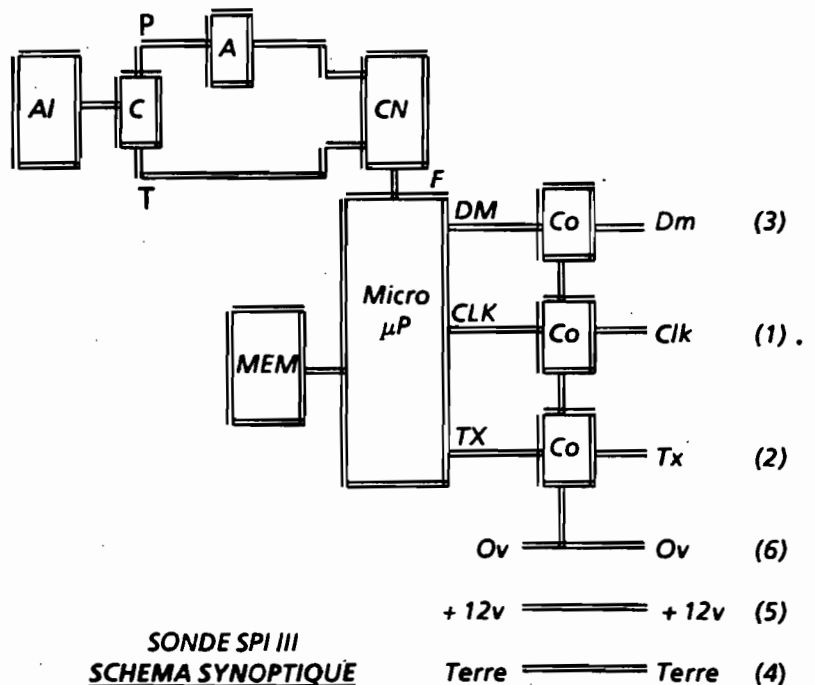 P
A
AI
C
CN
T
F
DM
Co
Dm (3)
Micro
μP
CLK
Co
Clk (1) .
MEM
TX
Co
Tx (2)
Ov
Ov (6)
+ 12v
+ 12v (5)
SONDE SPI III
SCHEMA SYNOPTIQUE
Terre
Terre (4)